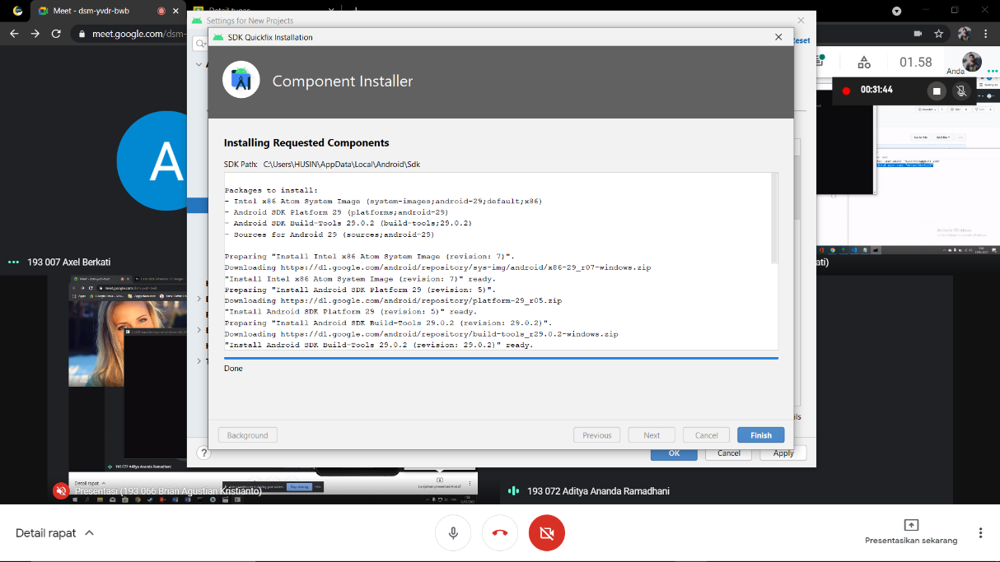 Meet - dsm-yvdr-bwb
Detail tugas
meet.google.com/dsm-
Settings for New Projects
Reset
SDK Quickfix Installation
Component Installer
Installing Requested Components
SDK Path: C:\Users\HUSIN\AppData\Local\Android\Sdk
Packages to install:
- Intel x86 Atom System Image (system-images;android-29;default;x86)
- Android SDK Platform 29 (platforms;android-29)
- Android SDK Build-Tools 29.0.2 (build-tools;29.0.2)
- Sources for Android 29 (sources;android-29)
Preparing "Install Intel x86 Atom System Image (revision: 7)".
Downloading https://dl.google.com/android/repository/sys-img/android/x86-29_r07-windows.zip
"Install Intel x86 Atom System Image (revision: 7)" ready.
Preparing "Install Android SDK Platform 29 (revision: 5)".
Downloading https://dl.google.com/android/repository/platform-29_r05.zip
"Install Android SDK Platform 29 (revision: 5)" ready.
Preparing "Install Android SDK Build-Tools 29.0.2 (revision: 29.0.2)".
Downloading https://dl.google.com/android/repository/build-tools_r29.0.2-windows.zip
"Install Android SDK Build-Tools 29.0.2 (revision: 29.0.2)" ready.
Done
Background
Previous
Next
Cancel
Finish
?
OK
Cancel
Apply
01.58
Anda
00:31:44
A
193 007 Axel Berkati
ati)
Activate Windows
193 072 Aditya Ananda Ramadhani
Detail rapat
Presentasi (193 066 Brian Agustian Kristianto)
193 072 Aditya Ananda Ramadhani
Detail rapat
Presentasikan sekarang